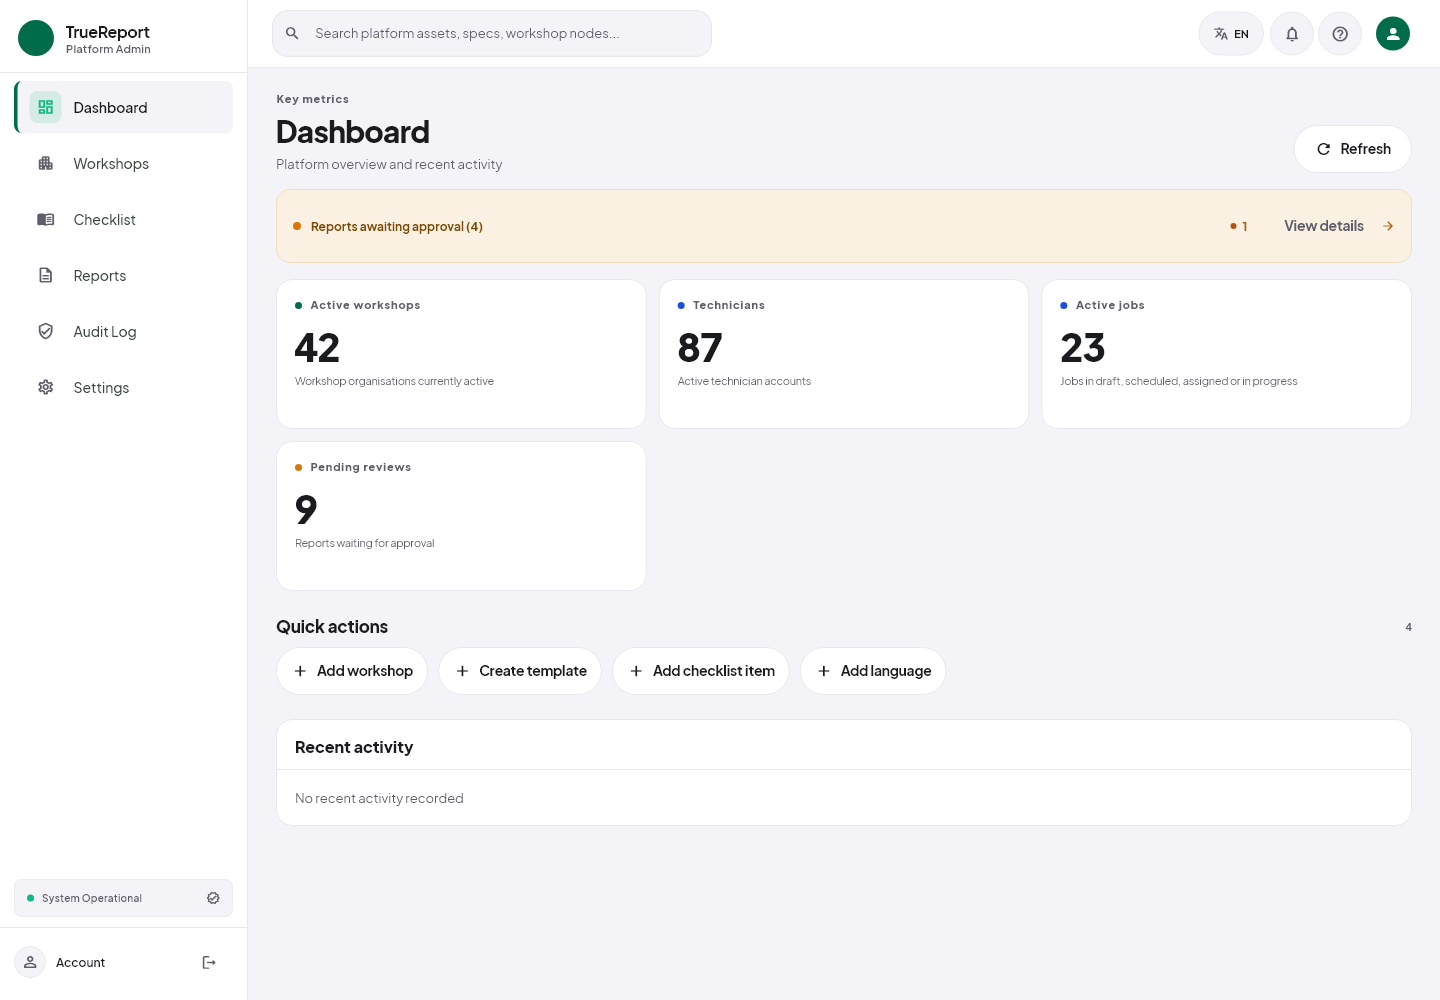 TrueReport
Platform Admin
Search platform assets, specs, workshop nodes...
EN
Dashboard
Workshops
Checklist
Reports
Audit Log
Settings
System Operational
Account
Key metrics
Dashboard
Platform overview and recent activity
Refresh
Reports awaiting approval (4)
1
View details
Active workshops
42
Workshop organisations currently active
Technicians
87
Active technician accounts
Active jobs
23
Jobs in draft, scheduled, assigned or in progress
Pending reviews
9
Reports waiting for approval
Quick actions
4
Add workshop
Create template
Add checklist item
Add language
Recent activity
No recent activity recorded